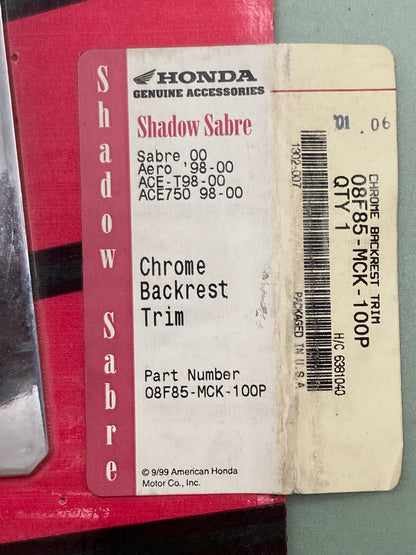 Shadow Sabre
HONDA
GENUINE ACCESSORIES
Shadow Sabre
Sabre 00
Aero '98-00
ACE-T98-00
ACE750 98-00
Chrome
Backrest
Trim
Part Number
08F85-MCK-100P
© 9/99 American Honda
Motor Co., Inc.
01. 06
CHROME BACKREST TRIM
08F85-MCK-100P
QTY 1
H/C 6381040
1302-007
PACKAGED IN U.S.A